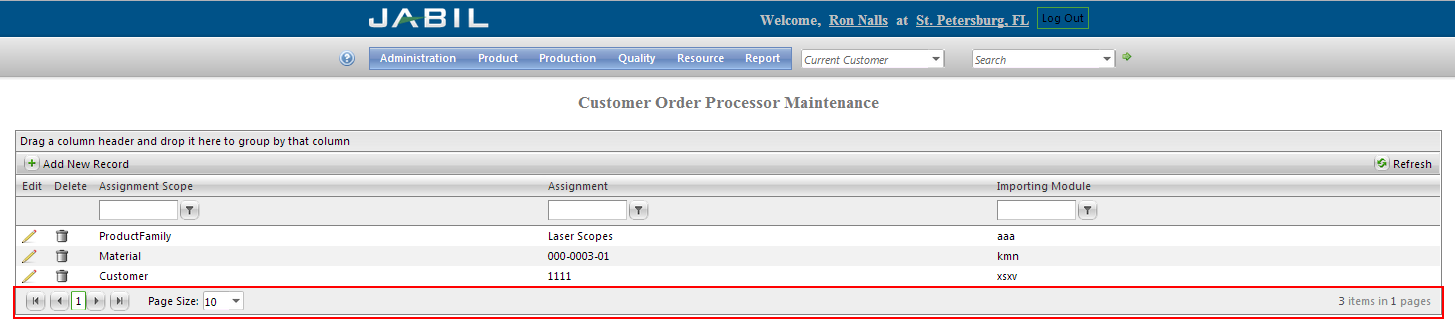 JABIL
Welcome, Ron Nalls at St. Petersburg, FL Log Out
? Administration Product Production Quality Resource Report Current Customer Search
Customer Order Processor Maintenance
Drag a column header and drop it here to group by that column
Add New Record Refresh
Edit Delete Assignment Scope Assignment Importing Module
ProductFamily Laser Scopes aaa
Material 000-0003-01 kmn
Customer 1111 xsxv
1 Page Size: 10 3 items in 1 pages